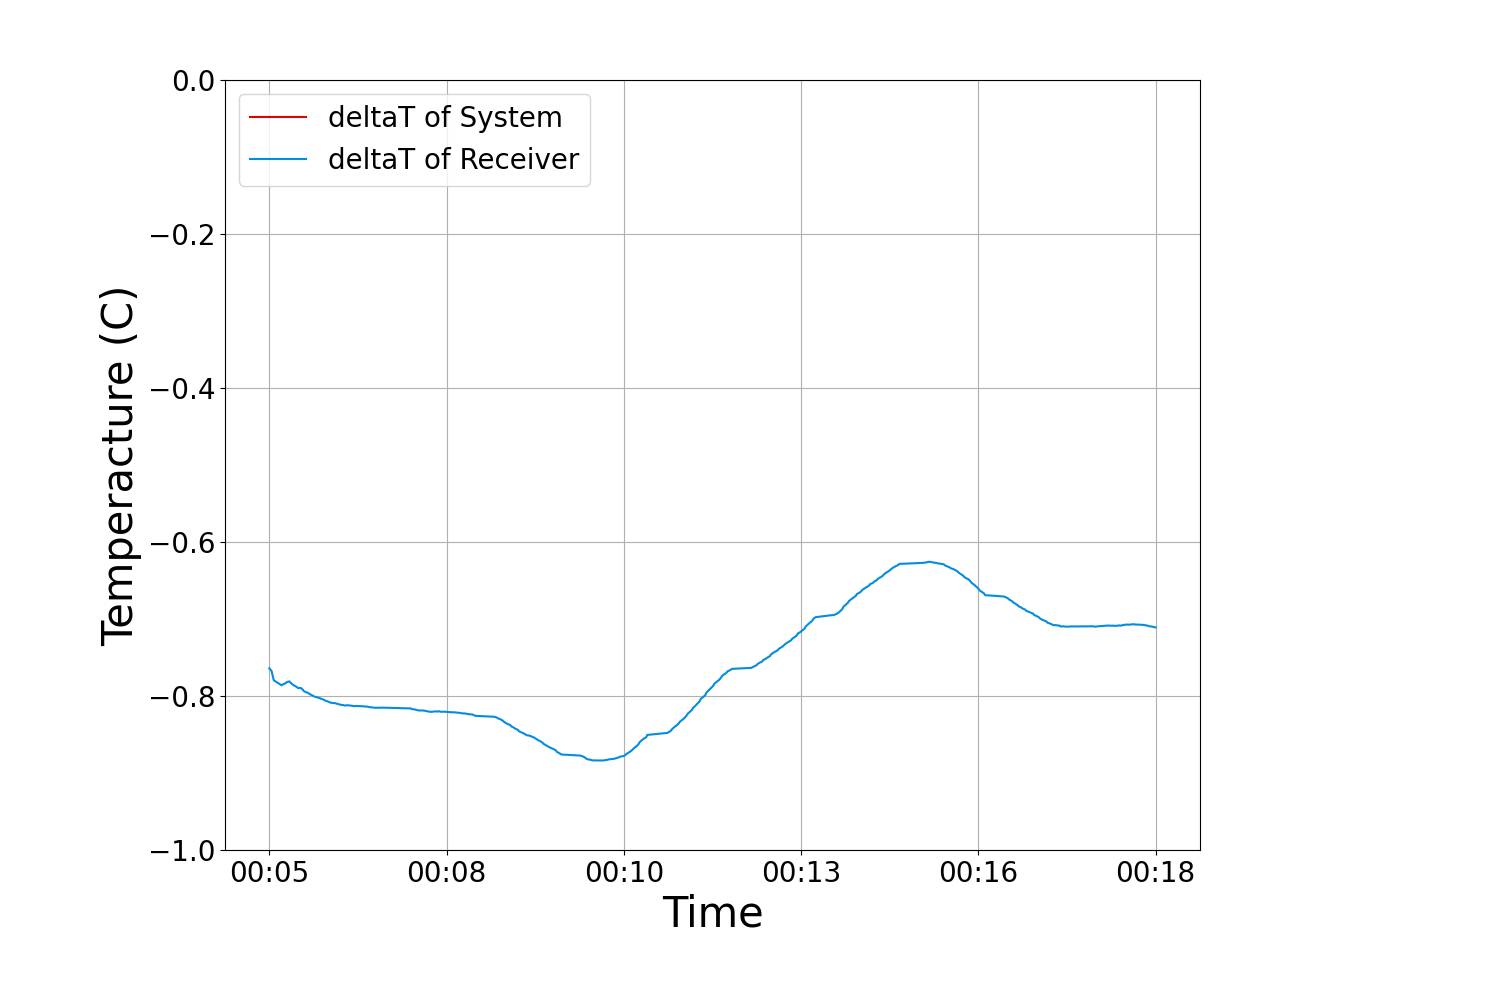 deltaT of System
deltaT of Receiver
0.0
−0.2
−0.4
−0.6
−0.8
−1.0
Temperacture (C)
00:05 00:08 00:10 00:13 00:16 00:18
Time